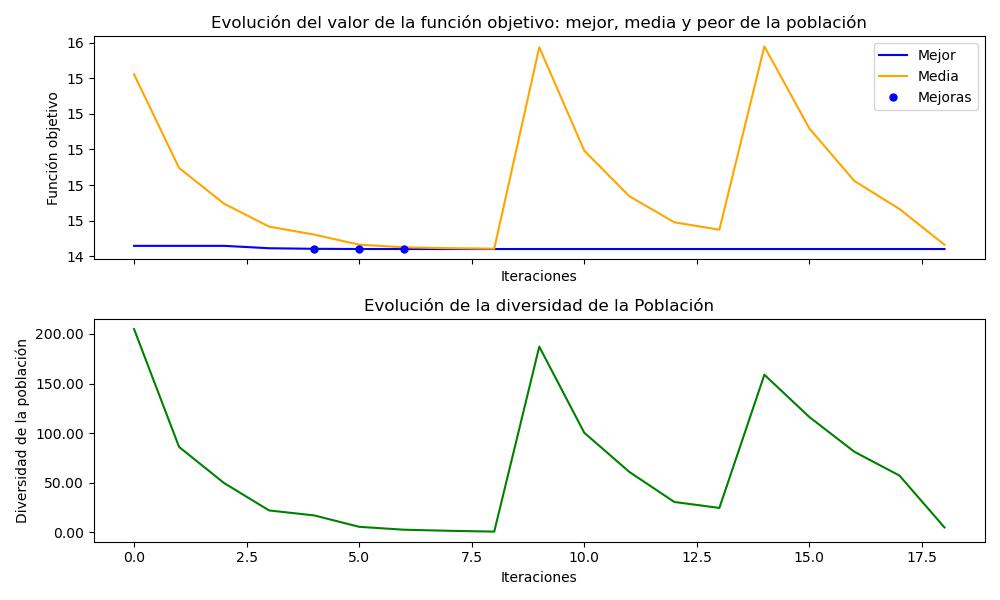 Evolución del valor de la función objetivo: mejor, media y peor de la población
16
15
15
15
15
15
14
Función objetivo
Mejor
Media
Mejoras
Iteraciones
Evolución de la diversidad de la Población
200.00
150.00
100.00
50.00
0.00
Diversidad de la población
0.0 2.5 5.0 7.5 10.0 12.5 15.0 17.5
Iteraciones